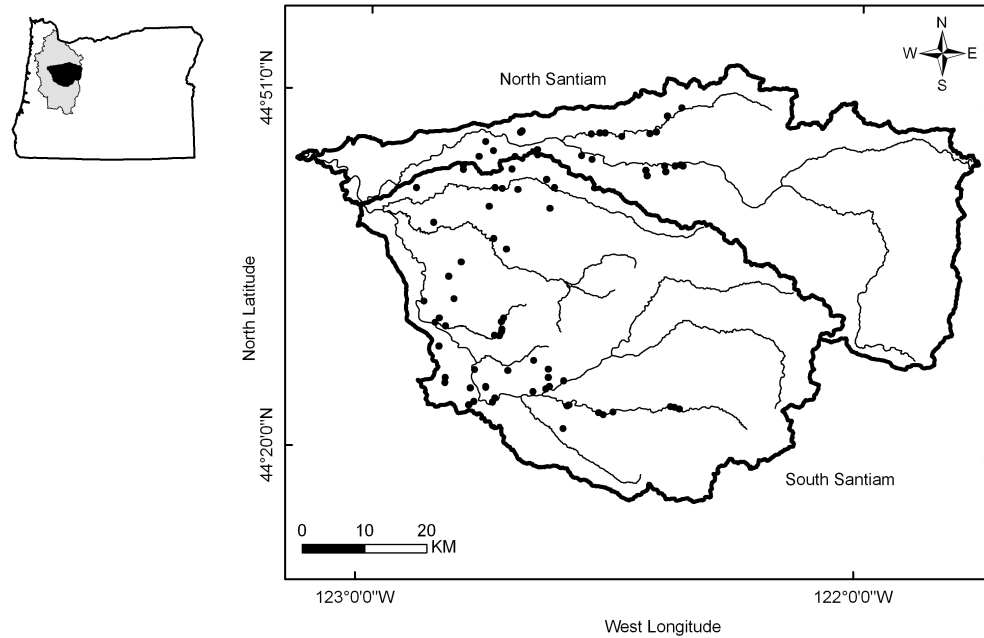 N
W E
S
North Santiam
44°51'0"N
North Latitude
44°20'0"N
South Santiam
0 10 20
KM
123°0'0"W 122°0'0"W
West Longitude